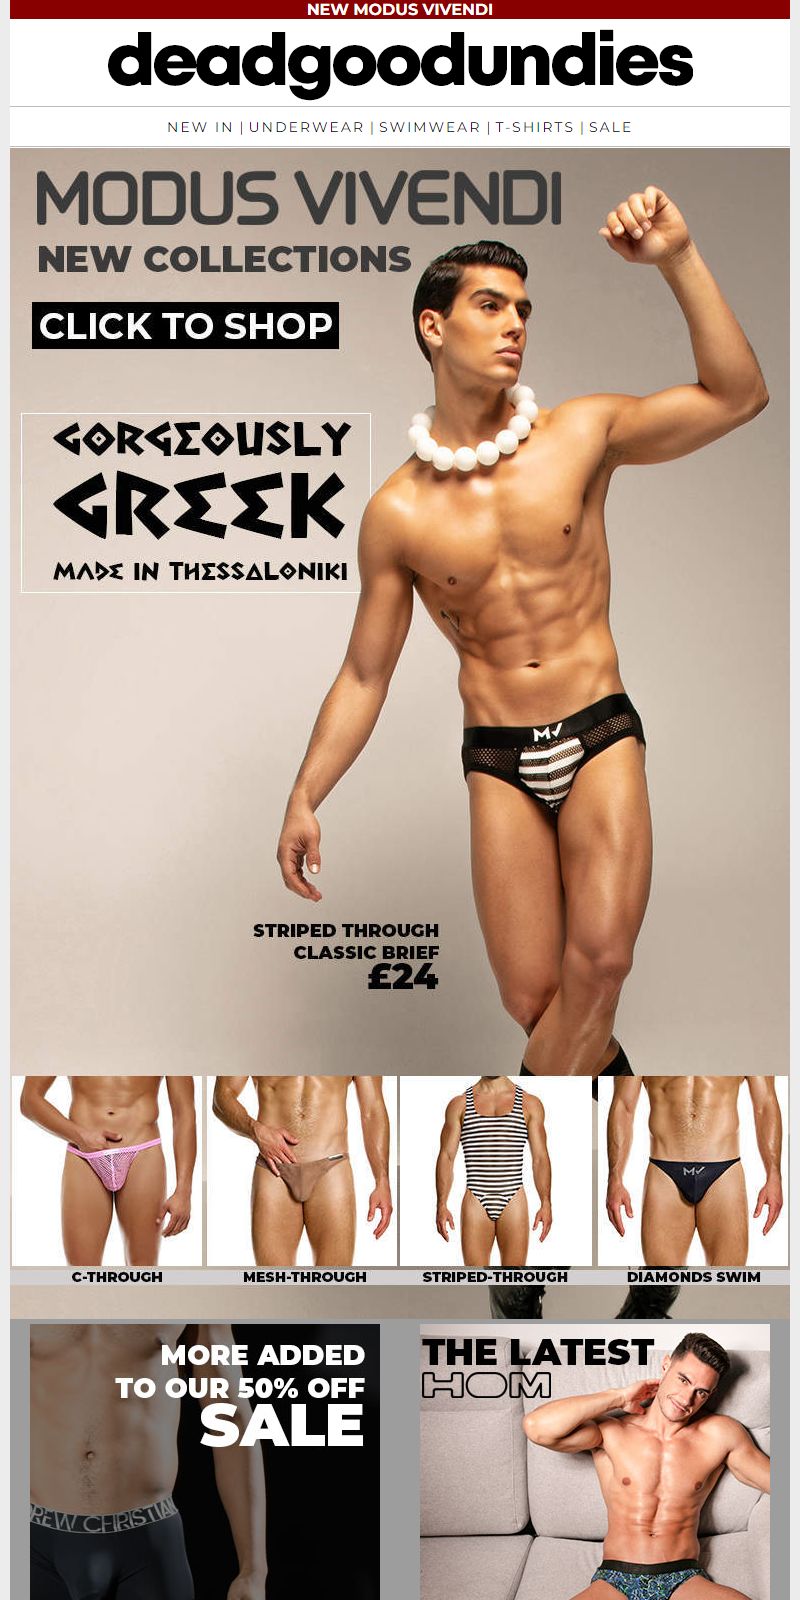 NEW MODUS VIVENDI
deadgoodundies
NEW IN | UNDERWEAR | SWIMWEAR | T-SHIRTS | SALE
MODUS VIVENDI
NEW COLLECTIONS
CLICK TO SHOP
GORGEOUSLY
GRΣΣK
MADE IN THESSALONIKI
MV
STRIPED THROUGH
CLASSIC BRIEF
£24
MV
C-THROUGH
MESH-THROUGH
STRIPED-THROUGH
DIAMONDS SWIM
MORE ADDED
TO OUR 50% OFF
SALE
REW CHRISTIAN
THE LATEST
HOM